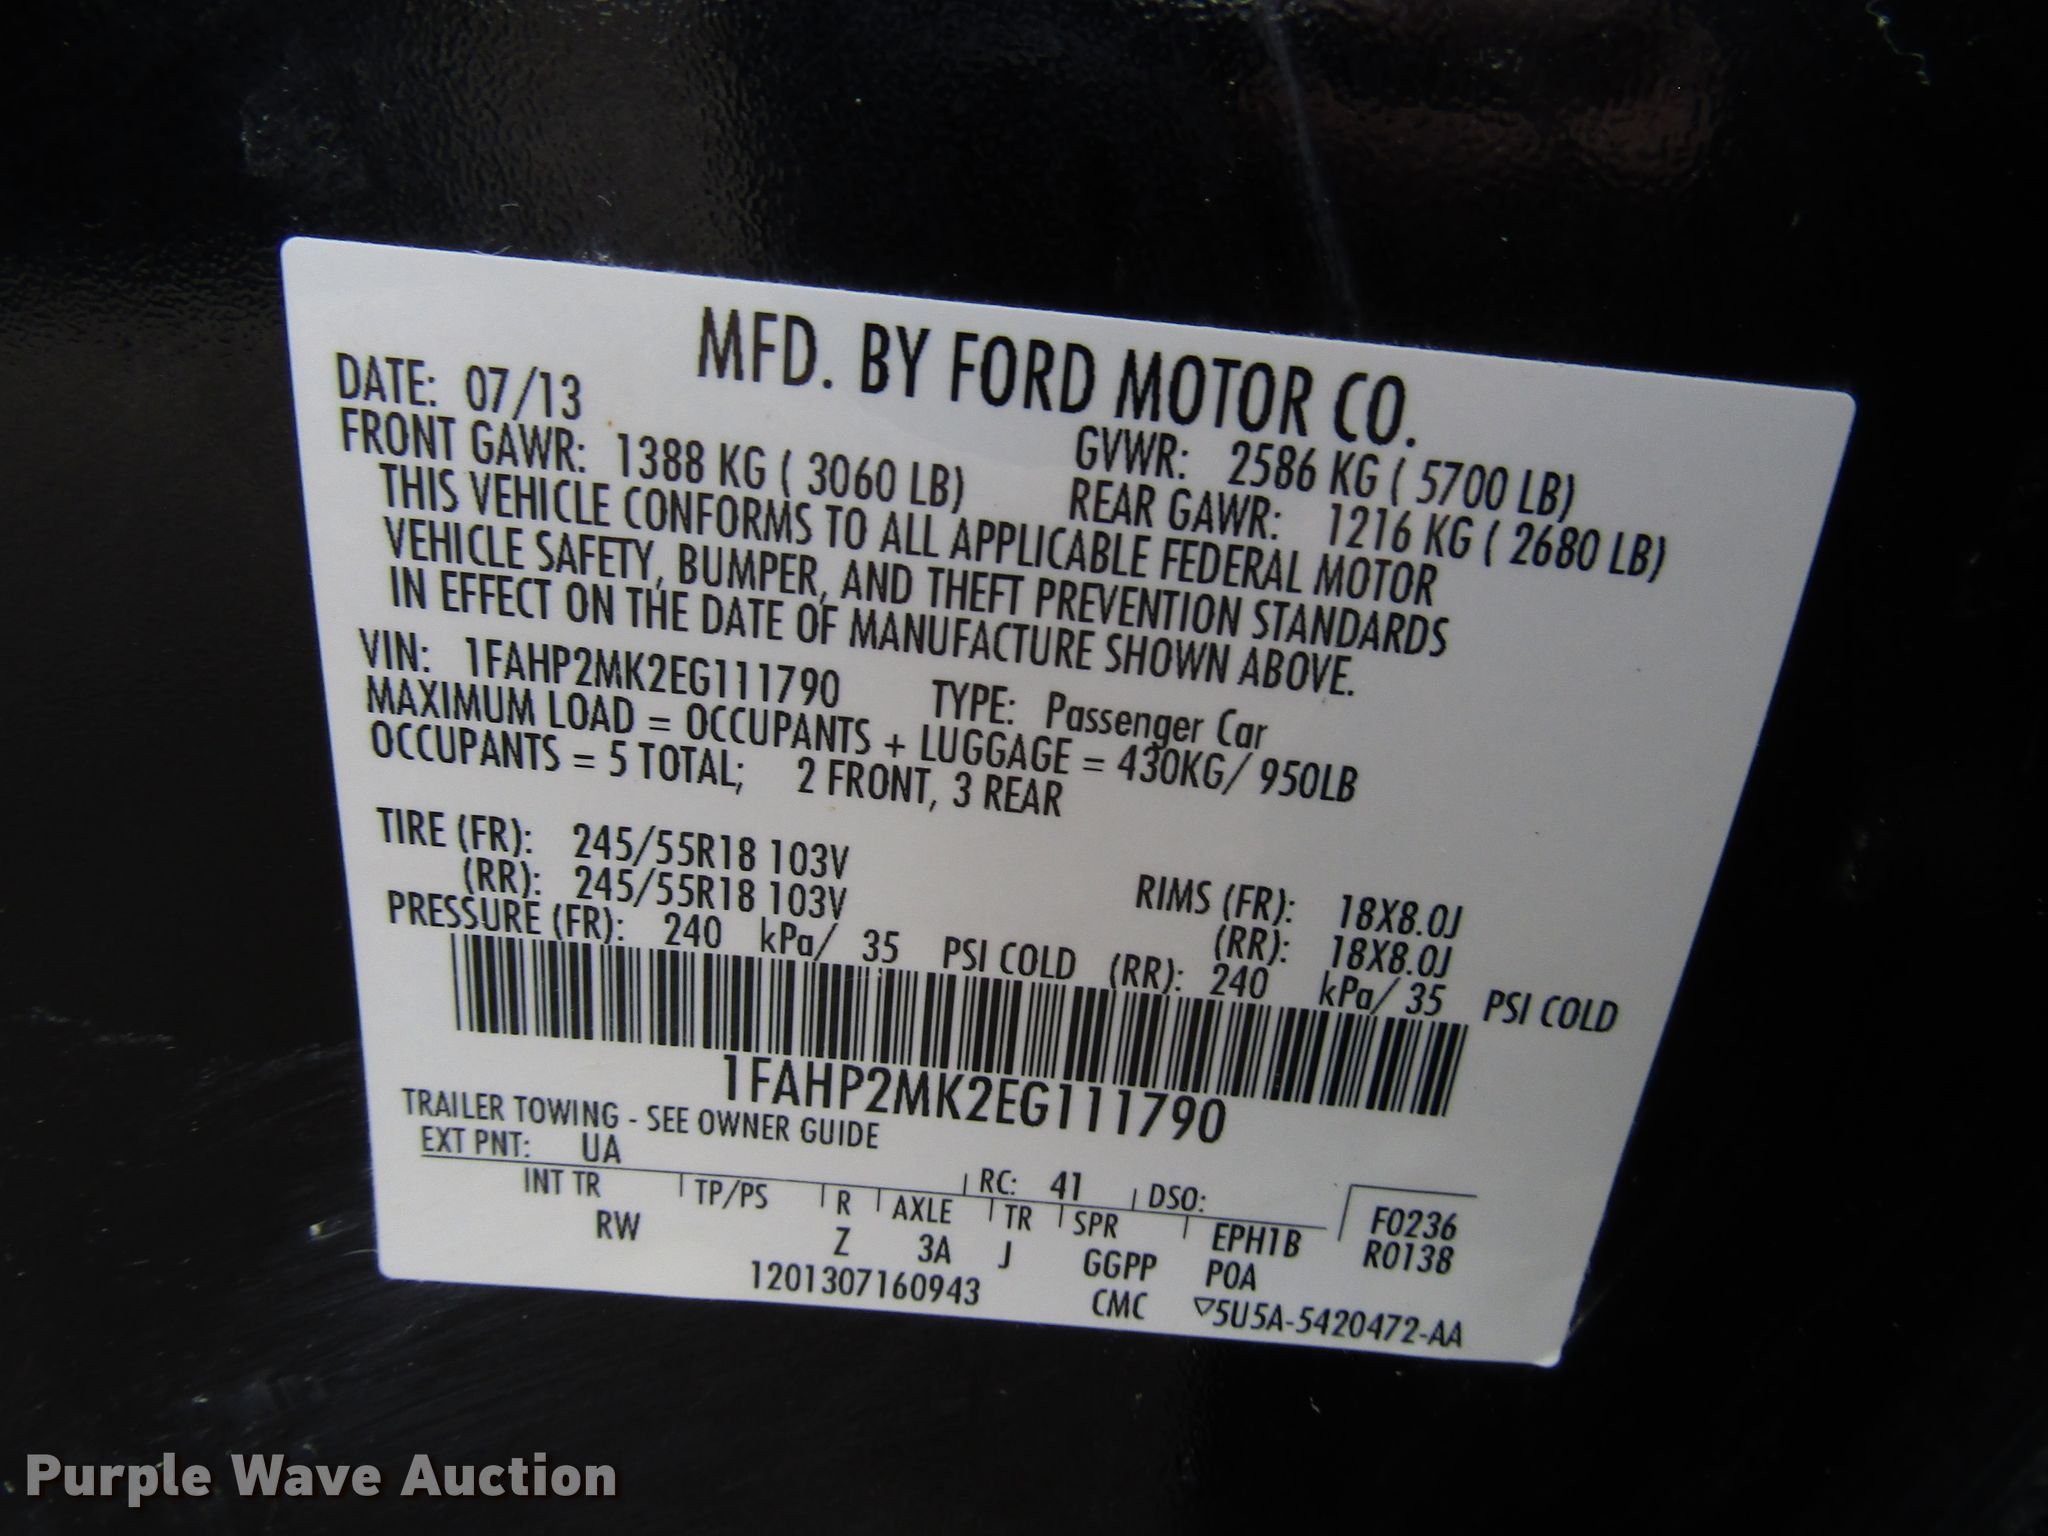 MFD. BY FORD MOTOR CO.
DATE: 07/13 GVWR: 2586 KG ( 5700 LB)
FRONT GAWR: 1388 KG ( 3060 LB) REAR GAWR: 1216 KG ( 2680 LB)
THIS VEHICLE CONFORMS TO ALL APPLICABLE FEDERAL MOTOR
VEHICLE SAFETY, BUMPER, AND THEFT PREVENTION STANDARDS
IN EFFECT ON THE DATE OF MANUFACTURE SHOWN ABOVE.
VIN: 1FAHP2MK2EG111790 TYPE: Passenger Car
MAXIMUM LOAD = OCCUPANTS + LUGGAGE = 430KG/ 950LB
OCCUPANTS = 5 TOTAL; 2 FRONT, 3 REAR
TIRE (FR): 245/55R18 103V RIMS (FR): 18X8.0J
(RR): 245/55R18 103V (RR): 18X8.0J
PRESSURE (FR): 240 kPa/ 35 PSI COLD (RR): 240 kPa/ 35 PSI COLD
1FAHP2MK2EG111790
TRAILER TOWING - SEE OWNER GUIDE
EXT PNT: UA RC: 41 DSO: F0236
INT TR TP/PS R AXLE TR SPR EPH1B R0138
RW Z 3A J GGPP POA
1201307160943 CMC ▽5U5A-5420472-AA
Purple Wave Auction